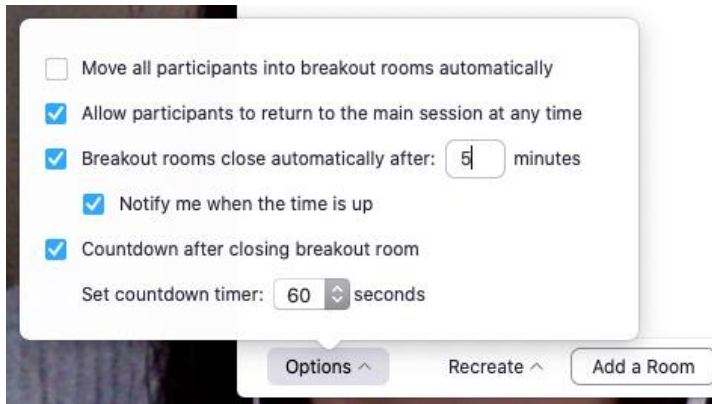 Move all participants into breakout rooms automatically
Allow participants to return to the main session at any time
Breakout rooms close automatically after: 5 minutes
Notify me when the time is up
Countdown after closing breakout room
Set countdown timer: 60 seconds
Options Recreate Add a Room